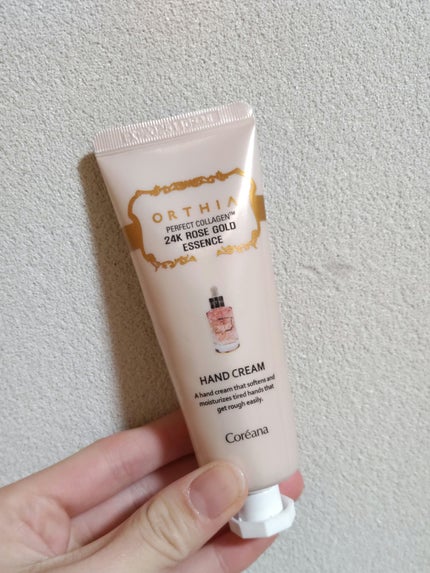 ORTHIA
PERFECT COLLAGEN™
24K ROSE GOLD
ESSENCE
HAND CREAM
A hand cream that softens and
moisturizes tired hands that
get rough easily.
Coréana